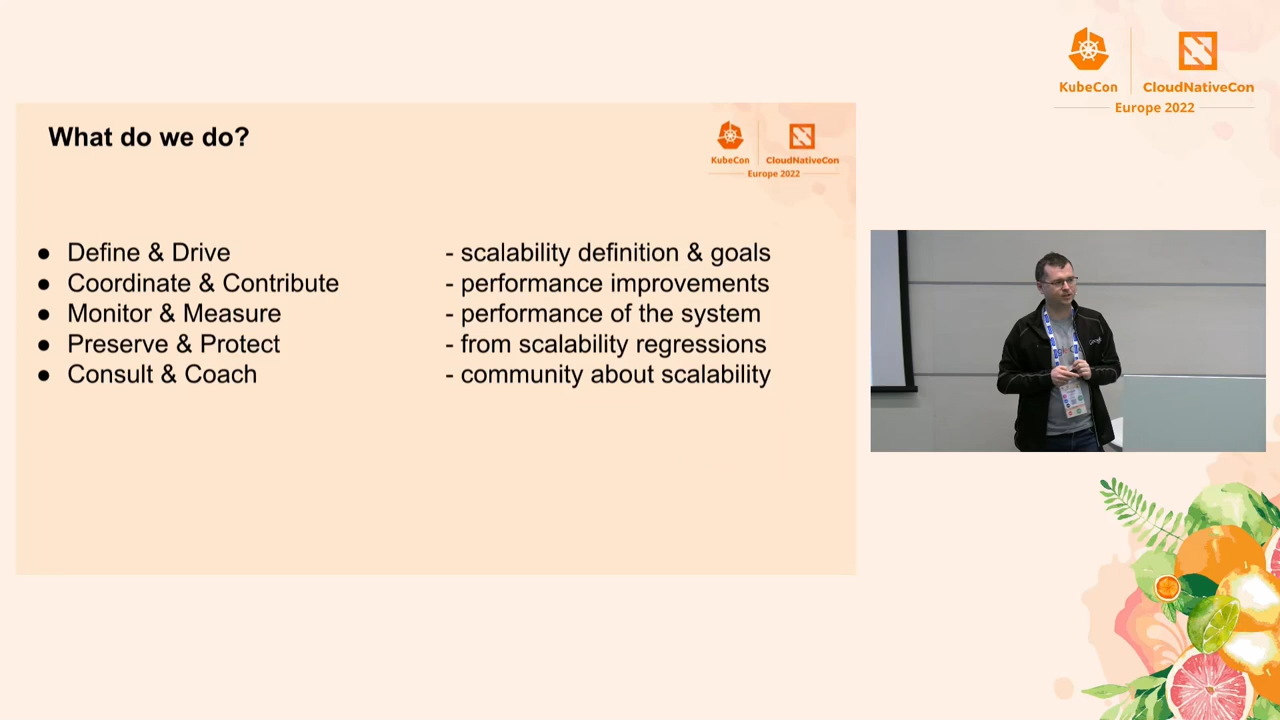 KubeCon
CloudNativeCon
Europe 2022
What do we do?
KubeCon
CloudNativeCon
Europe 2022
● Define & Drive - scalability definition & goals
● Coordinate & Contribute - performance improvements
● Monitor & Measure - performance of the system
● Preserve & Protect - from scalability regressions
● Consult & Coach - community about scalability